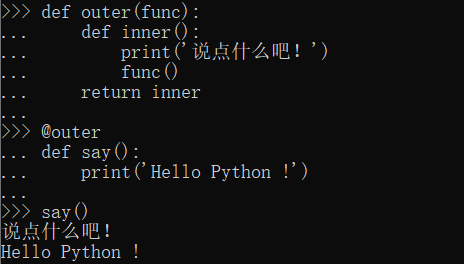 >>> def outer(func):
...     def inner():
...         print('说点什么吧！')
...         func()
...     return inner
...
>>> @outer
... def say():
...     print('Hello Python !')
...
>>> say()
说点什么吧！
Hello Python !